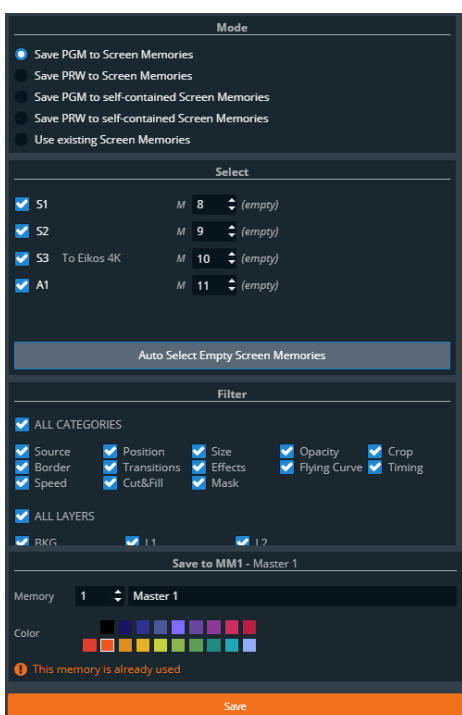 Mode
Save PGM to Screen Memories
Save PRW to Screen Memories
Save PGM to self-contained Screen Memories
Save PRW to self-contained Screen Memories
Use existing Screen Memories
Select
S1 M 8 (empty)
S2 M 9 (empty)
S3 To Eikos 4K M 10 (empty)
A1 M 11 (empty)
Auto Select Empty Screen Memories
Filter
ALL CATEGORIES
Source Position Size Opacity Crop
Border Transitions Effects Flying Curve Timing
Speed Cut&Fill Mask
ALL LAYERS
BKG L1 L2
Save to MM1 - Master 1
Memory 1 Master 1
Color
! This memory is already used
Save